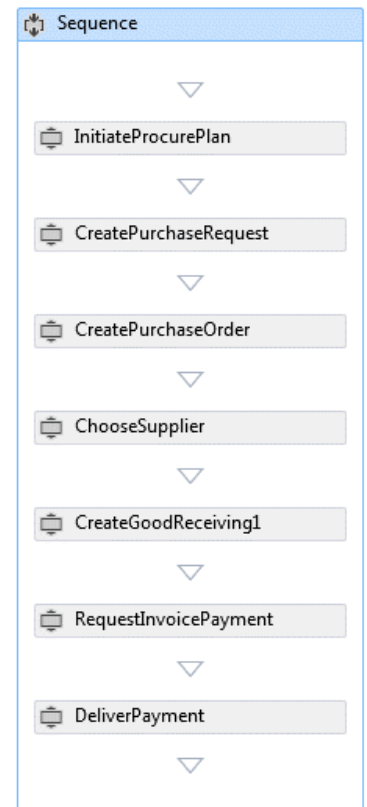 Sequence
InitiateProcurePlan
CreatePurchaseRequest
CreatePurchaseOrder
ChooseSupplier
CreateGoodReceiving1
RequestInvoicePayment
DeliverPayment